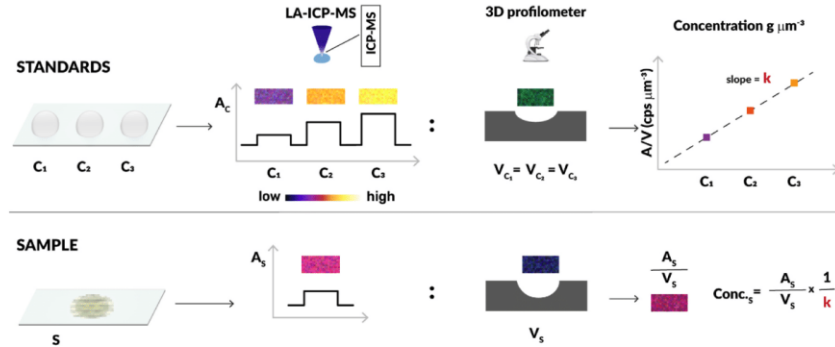 LA-ICP-MS
ICP-MS
3D profilometer
Concentration g µm⁻³
STANDARDS
A_C
:
A/V (cps µm⁻³)
slope = k
C₁ C₂ C₃
C₁ C₂ C₃
V_C₁ = V_C₂ = V_C₃
C₁ C₂ C₃
low high
SAMPLE
A_S
:
A_S
V_S
Conc._S = A_S / V_S × 1 / k
S
V_S